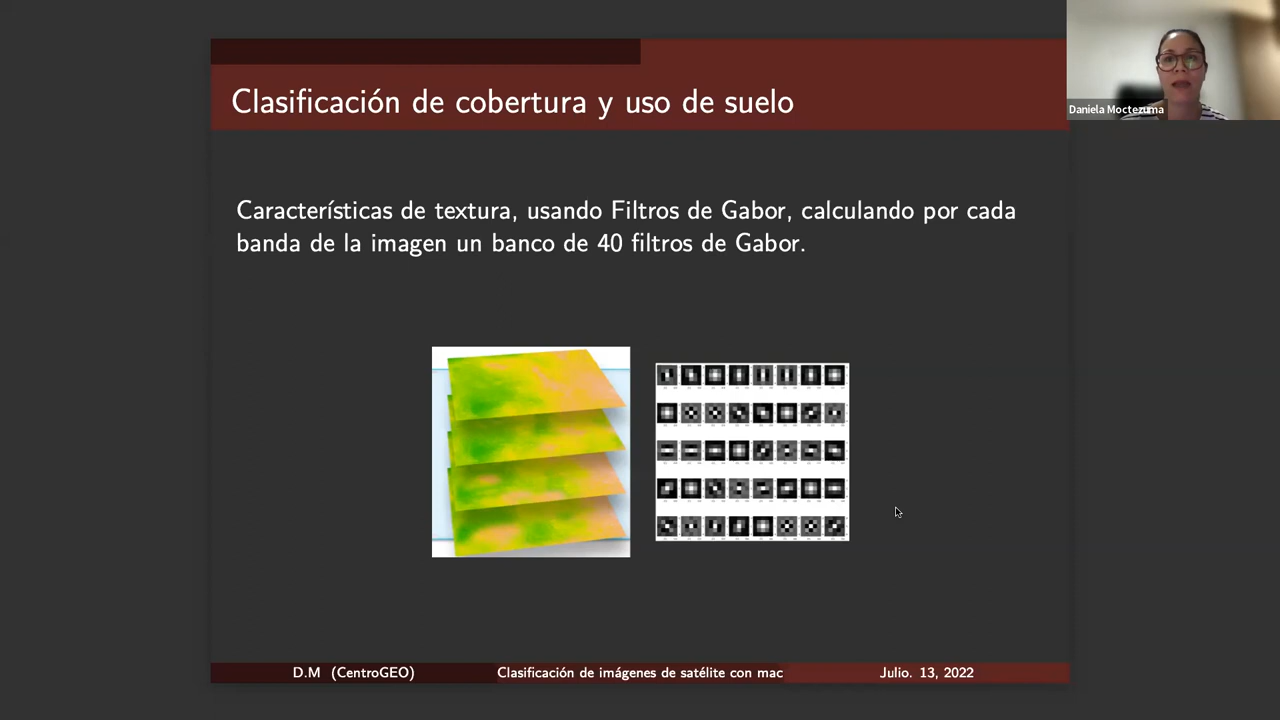 Clasificación de cobertura y uso de suelo
Daniela Moctezuma
Características de textura, usando Filtros de Gabor, calculando por cada
banda de la imagen un banco de 40 filtros de Gabor.
D.M (CentroGEO)
Clasificación de imágenes de satélite con mac
Julio. 13, 2022